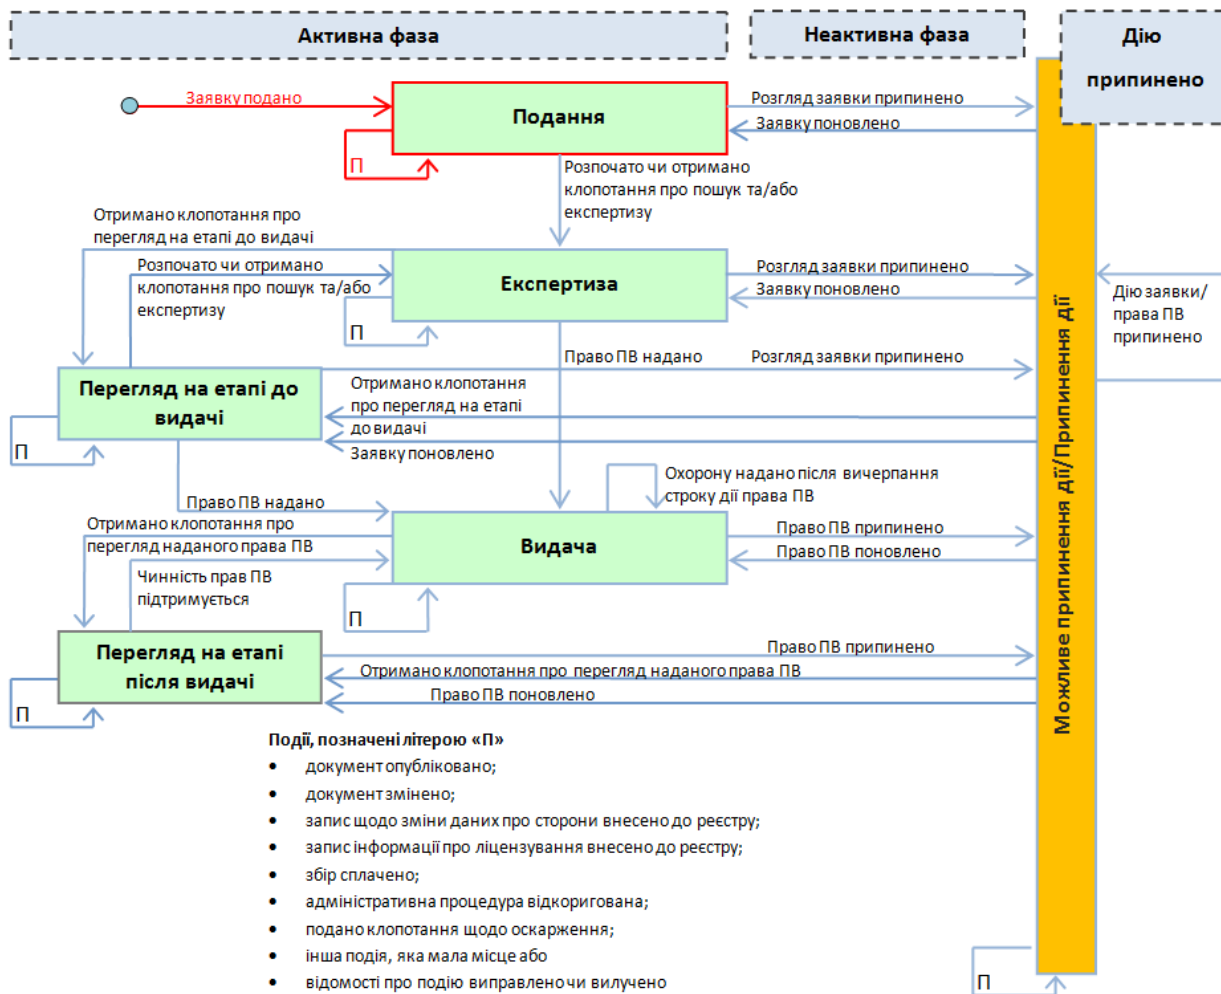 Активна фаза
Неактивна фаза
Дію
припинено
Заявку подано
Подання
Розгляд заявки припинено
Заявку поновлено
П
Розпочато чи отримано
клопотання про пошук та/або
експертизу
Отримано клопотання про
перегляд на етапі до видачі
Розпочато чи отримано
клопотання про пошук та/або
експертизу
Експертиза
Розгляд заявки припинено
Заявку поновлено
П
Дію заявки/
права ПВ
припинено
Право ПВ надано
Розгляд заявки припинено
Перегляд на етапі до
видачі
Отримано клопотання
про перегляд на етапі
до видачі
Заявку поновлено
П
Можливе припинення дії/Припинення дії
Охорону надано після вичерпання
строку дії права ПВ
Право ПВ надано
Отримано клопотання про
перегляд наданого права ПВ
Видача
Право ПВ припинено
Право ПВ поновлено
Чинність прав ПВ
підтримується
П
Перегляд на етапі
після видачі
Право ПВ припинено
Отримано клопотання про перегляд наданого права ПВ
Право ПВ поновлено
П
Події, позначені літерою «П»
• документ опубліковано;
• документ змінено;
• запис щодо зміни даних про сторони внесено до реєстру;
• запис інформації про ліцензування внесено до реєстру;
• збір сплачено;
• адміністративна процедура відкоригована;
• подано клопотання щодо оскарження;
• інша подія, яка мала місце або
• відомості про подію виправлено чи вилучено
П